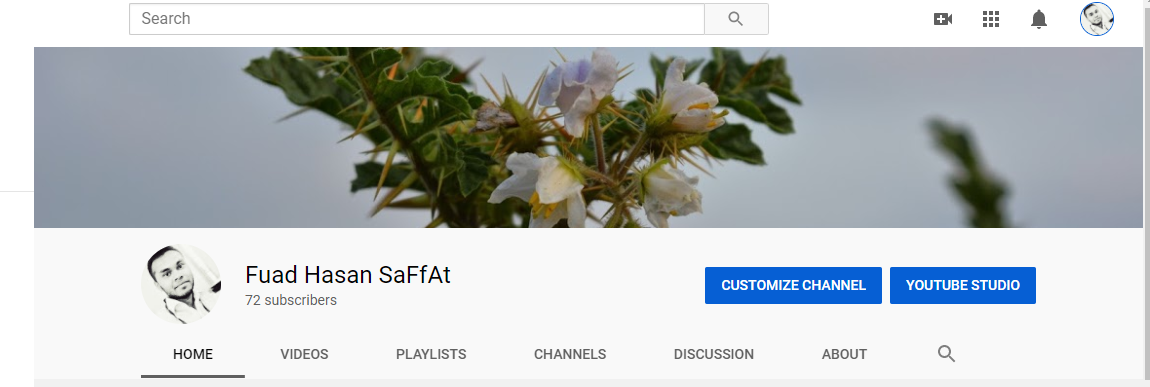 Search
Fuad Hasan SaFfAt
72 subscribers
CUSTOMIZE CHANNEL
YOUTUBE STUDIO
HOME
VIDEOS
PLAYLISTS
CHANNELS
DISCUSSION
ABOUT